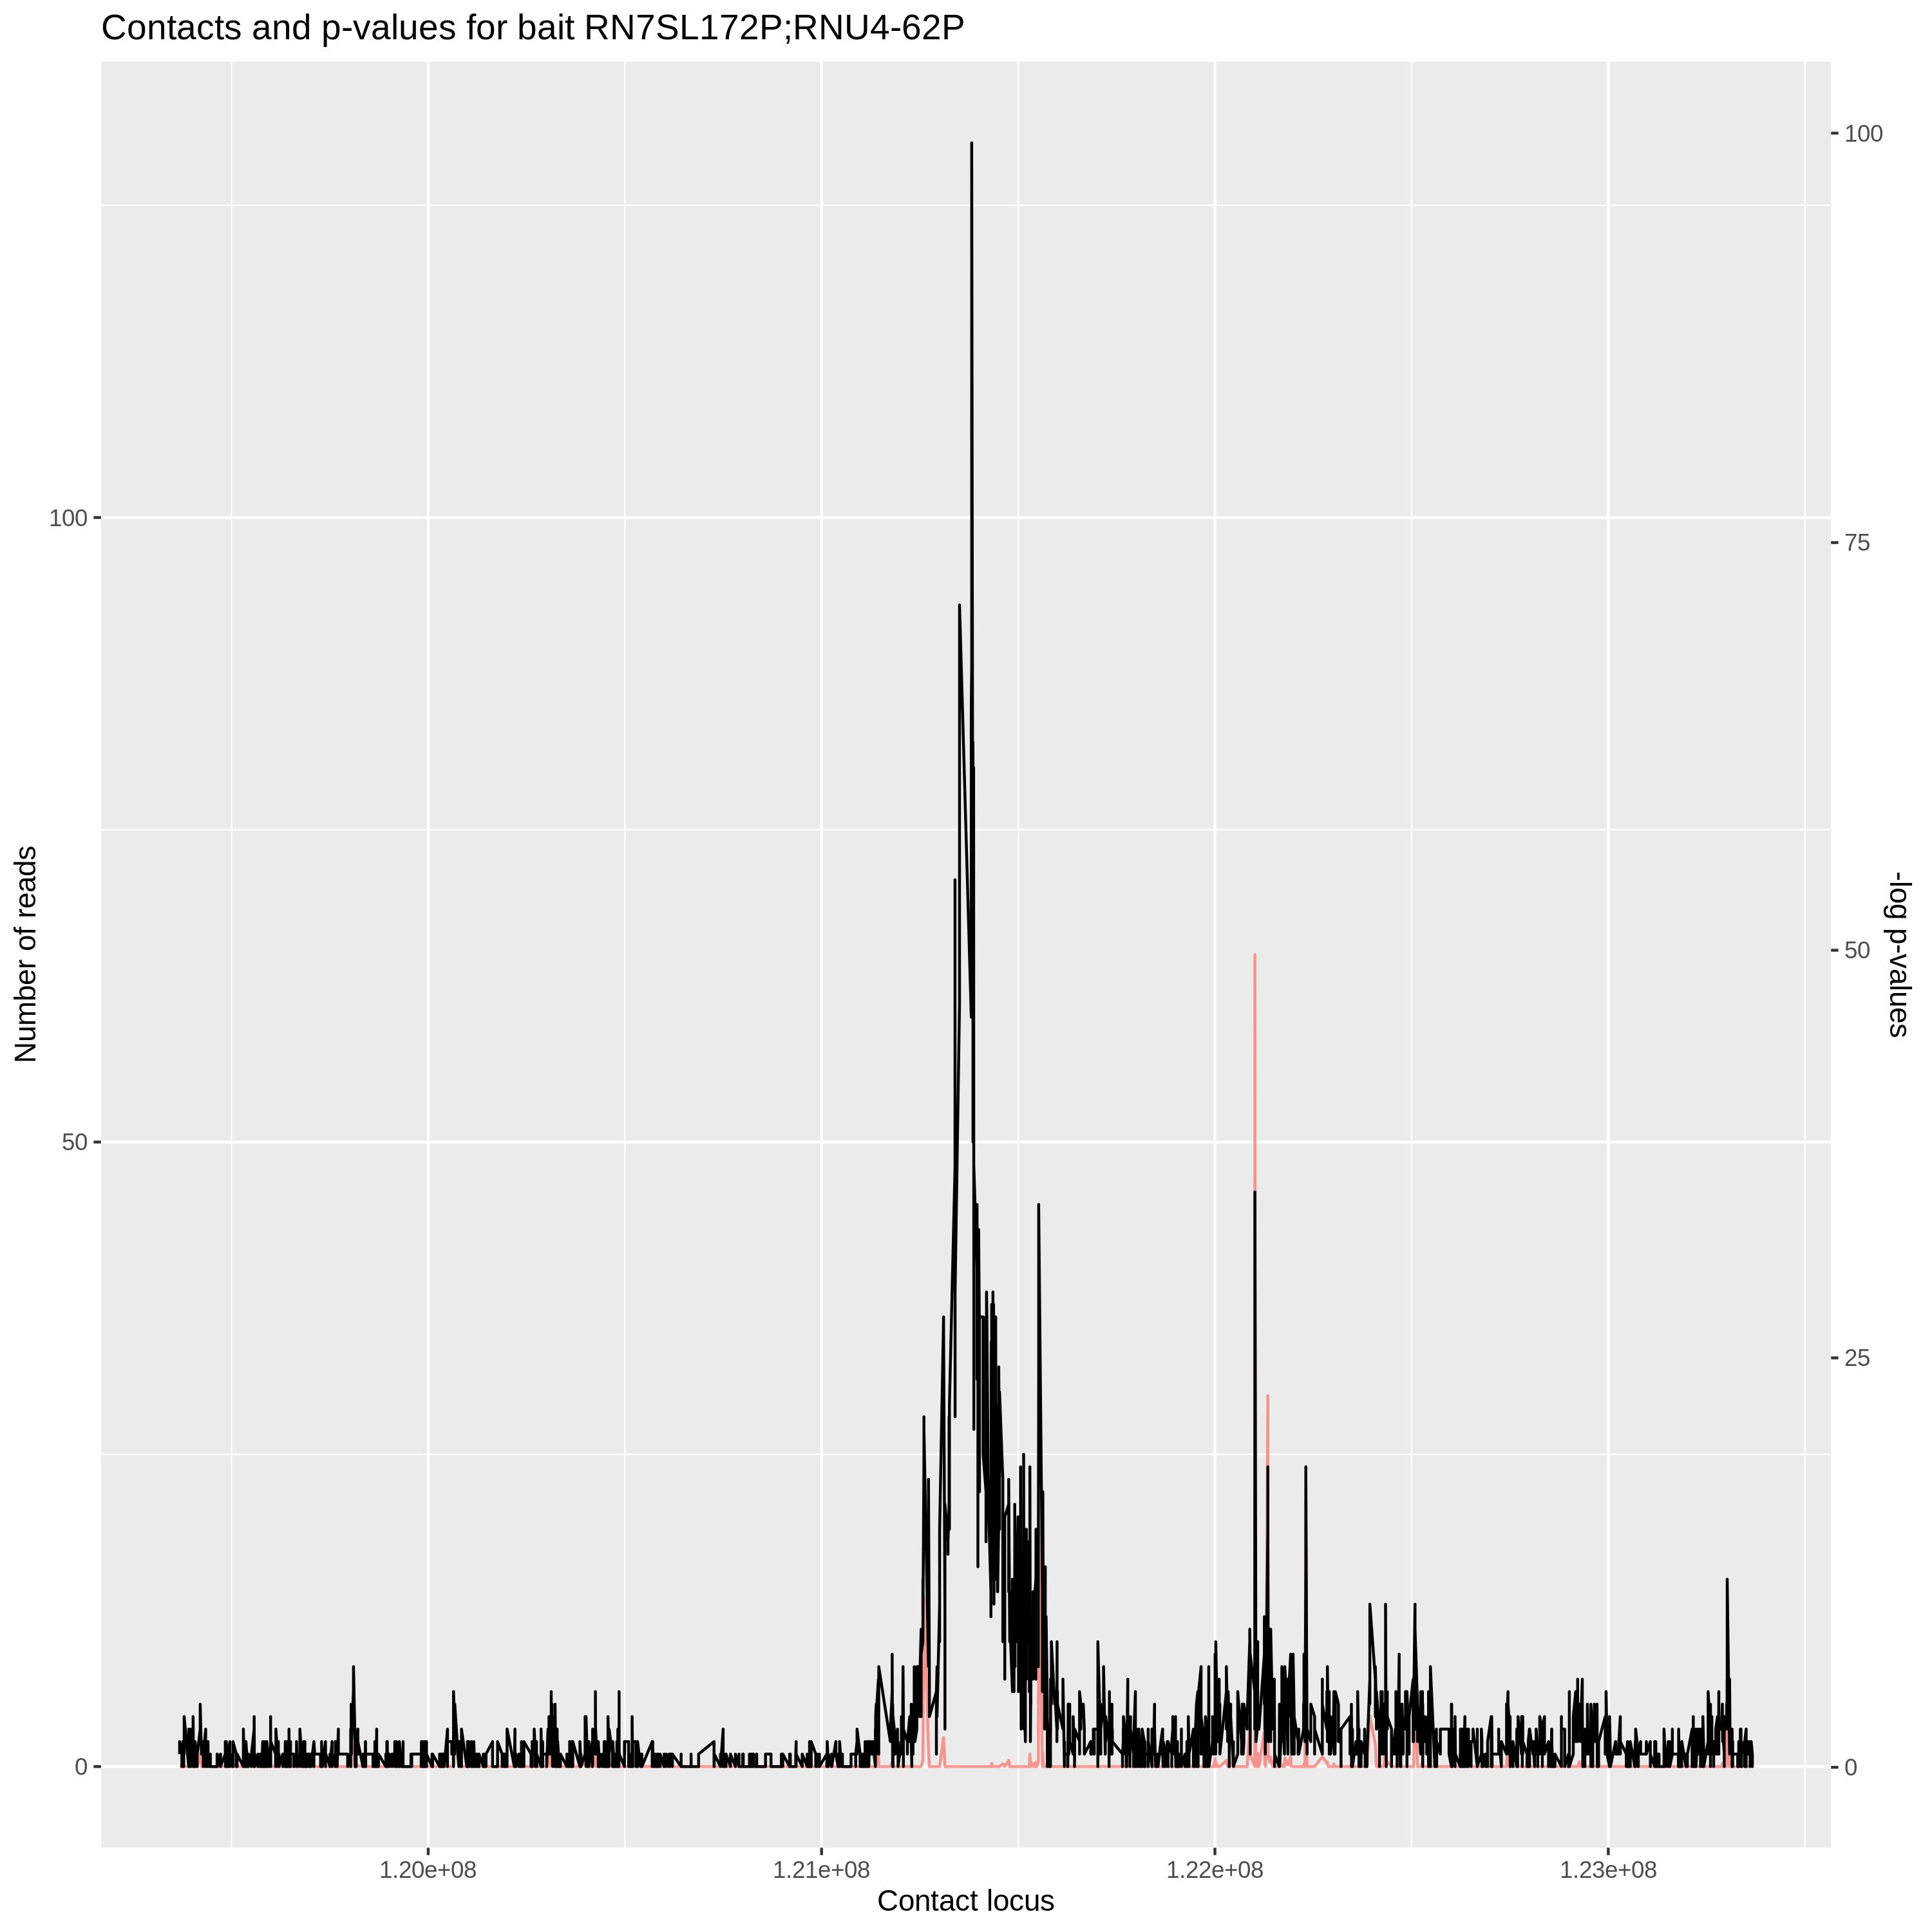 Contacts and p-values for bait RN7SL172P;RNU4-62P
100
100
75
50
50
25
0
0
Number of reads
-log p-values
1.20e+08
1.21e+08
1.22e+08
1.23e+08
Contact locus